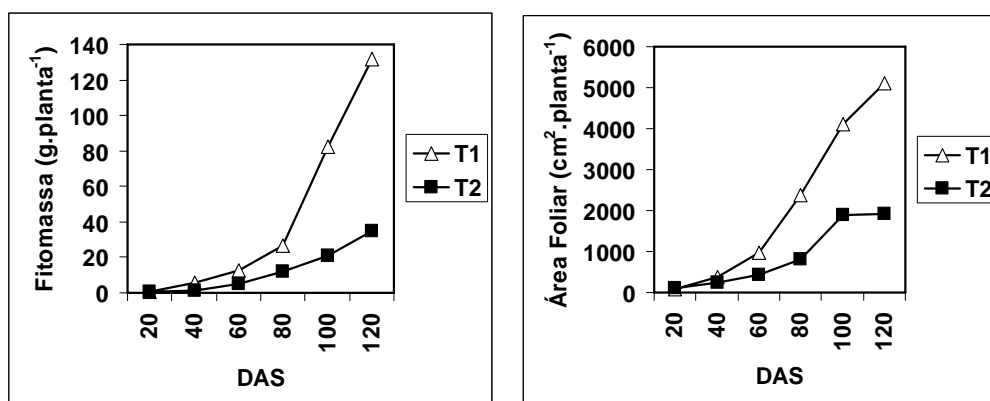 Fitomassa (g.planta⁻¹)
140
120
100
80
60
40
20
0
20 40 60 80 100 120
DAS
T1
T2
Área Foliar (cm².planta⁻¹)
6000
5000
4000
3000
2000
1000
0
20 40 60 80 100 120
DAS
T1
T2